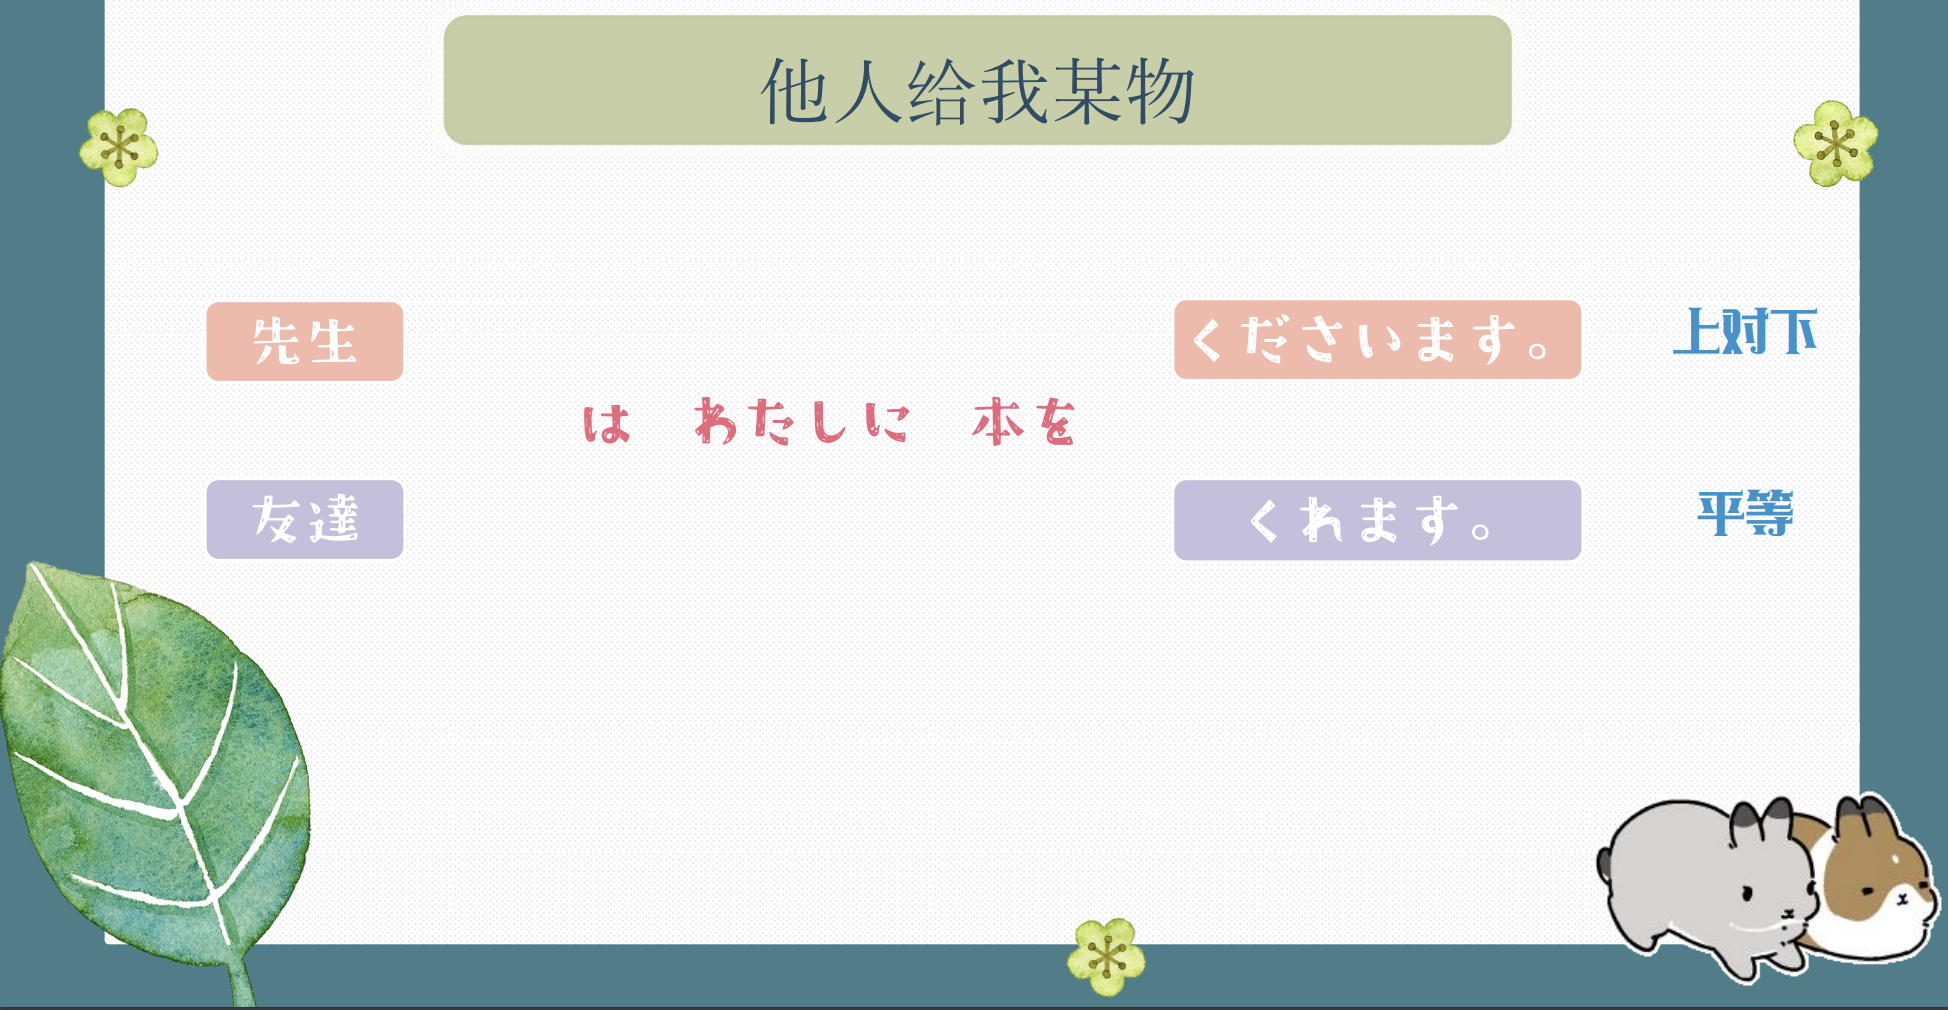 他人给我某物
先生
くださいます。
上对下
は わたしに 本を
友達
くれます。
平等